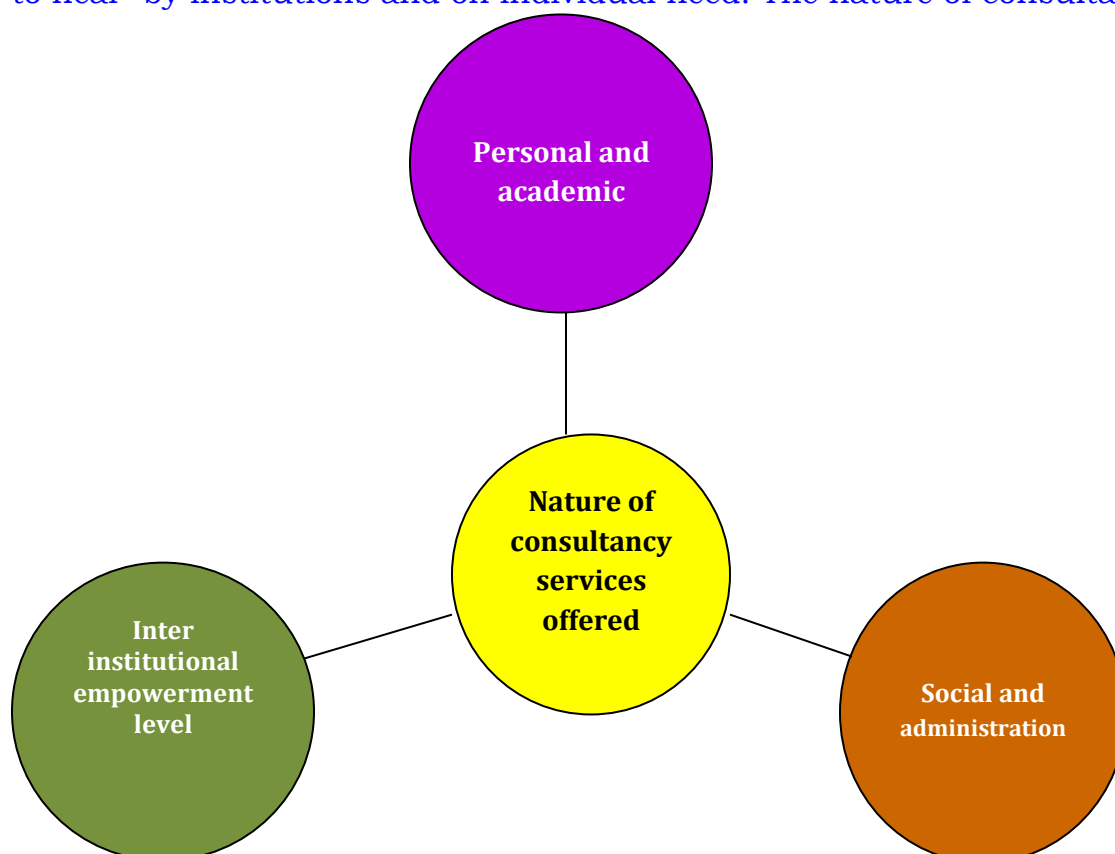 to near- by institutions and on individual need. The nature of consulta
Personal and
academic
Nature of
consultancy
services
offered
Inter
institutional
empowerment
level
Social and
administration